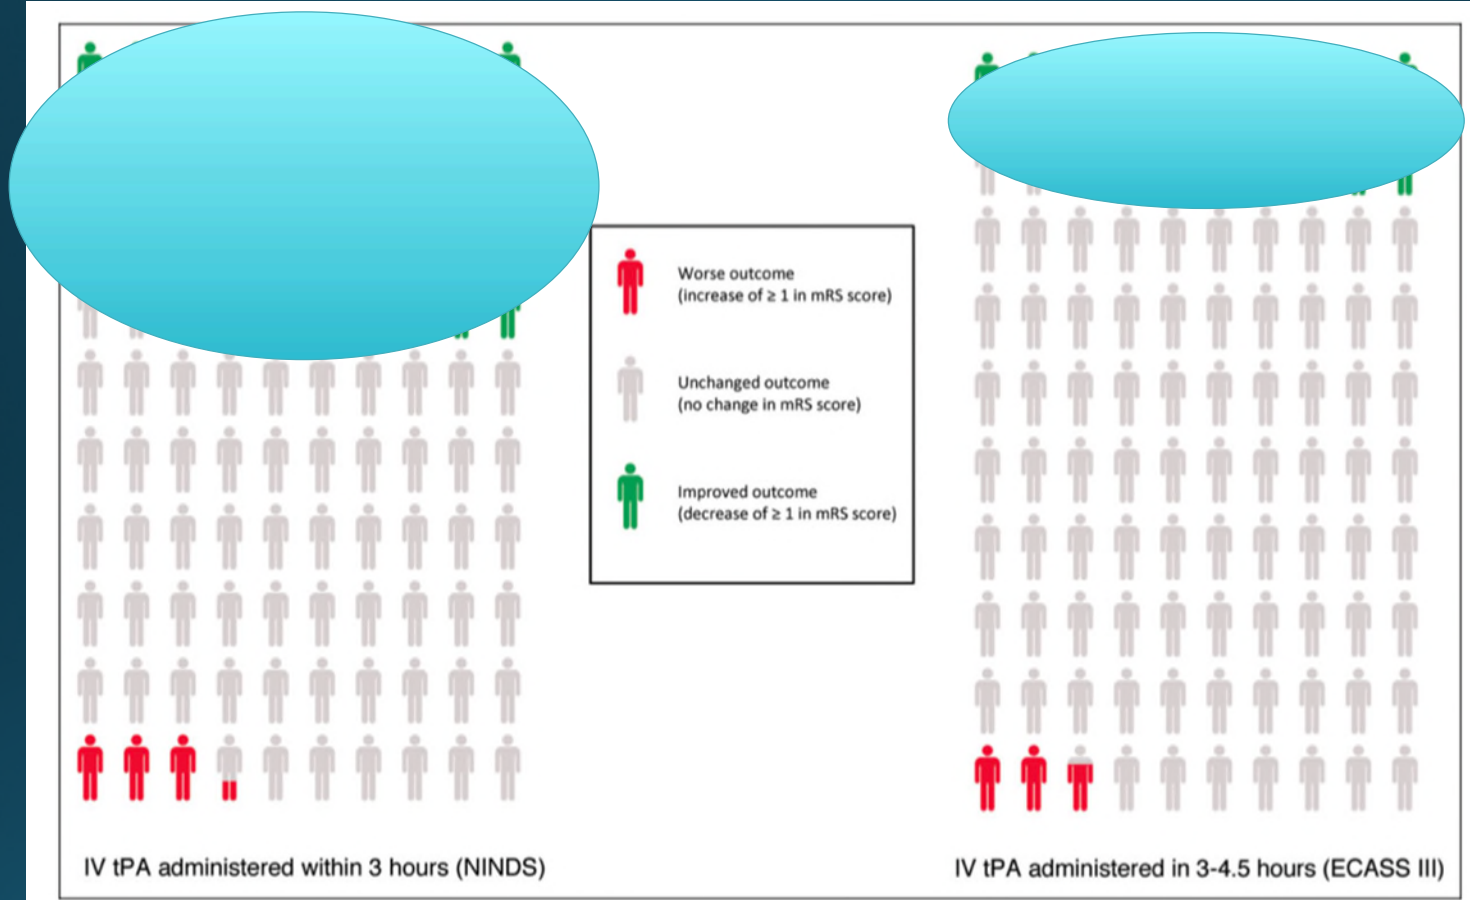 Worse outcome
(increase of ≥ 1 in mRS score)
Unchanged outcome
(no change in mRS score)
Improved outcome
(decrease of ≥ 1 in mRS score)
IV tPA administered within 3 hours (NINDS)
IV tPA administered in 3-4.5 hours (ECASS III)